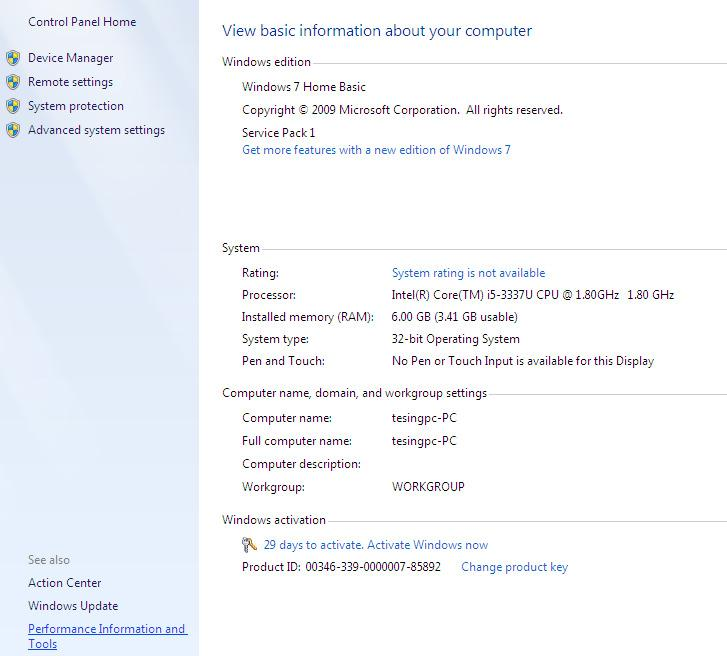 Control Panel Home
Device Manager
Remote settings
System protection
Advanced system settings
See also
Action Center
Windows Update
Performance Information and
Tools
View basic information about your computer
Windows edition
Windows 7 Home Basic
Copyright © 2009 Microsoft Corporation. All rights reserved.
Service Pack 1
Get more features with a new edition of Windows 7
System
Rating: System rating is not available
Processor: Intel(R) Core(TM) i5-3337U CPU @ 1.80GHz 1.80 GHz
Installed memory (RAM): 6.00 GB (3.41 GB usable)
System type: 32-bit Operating System
Pen and Touch: No Pen or Touch Input is available for this Display
Computer name, domain, and workgroup settings
Computer name: tesingpc-PC
Full computer name: tesingpc-PC
Computer description:
Workgroup: WORKGROUP
Windows activation
29 days to activate. Activate Windows now
Product ID: 00346-339-0000007-85892 Change product key